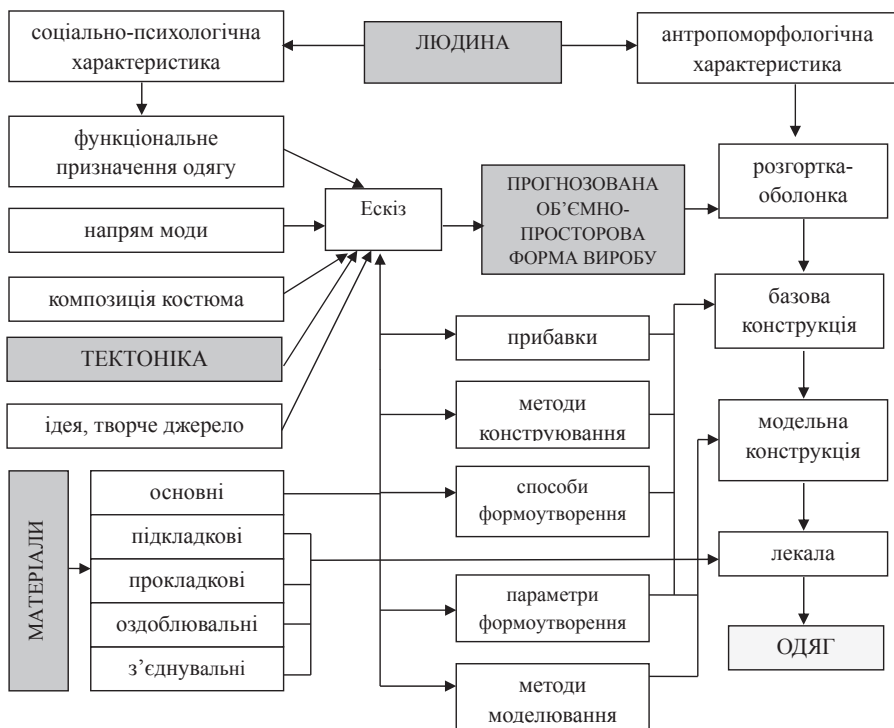 соціально-психологічна
характеристика
ЛЮДИНА
антропоморфологічна
характеристика
функціональне
призначення одягу
напрям моди
композиція костюма
ТЕКТОНІКА
ідея, творче джерело
Ескіз
ПРОГНОЗОВАНА
ОБ’ЄМНО-
ПРОСТОРОВА
ФОРМА ВИРОБУ
розгортка-
оболонка
базова
конструкція
модельна
конструкція
лекала
ОДЯГ
прибавки
методи
конструювання
способи
формоутворення
параметри
формоутворення
методи
моделювання
МАТЕРІАЛИ
основні
підкладкові
прокладкові
оздоблювальні
з’єднувальні